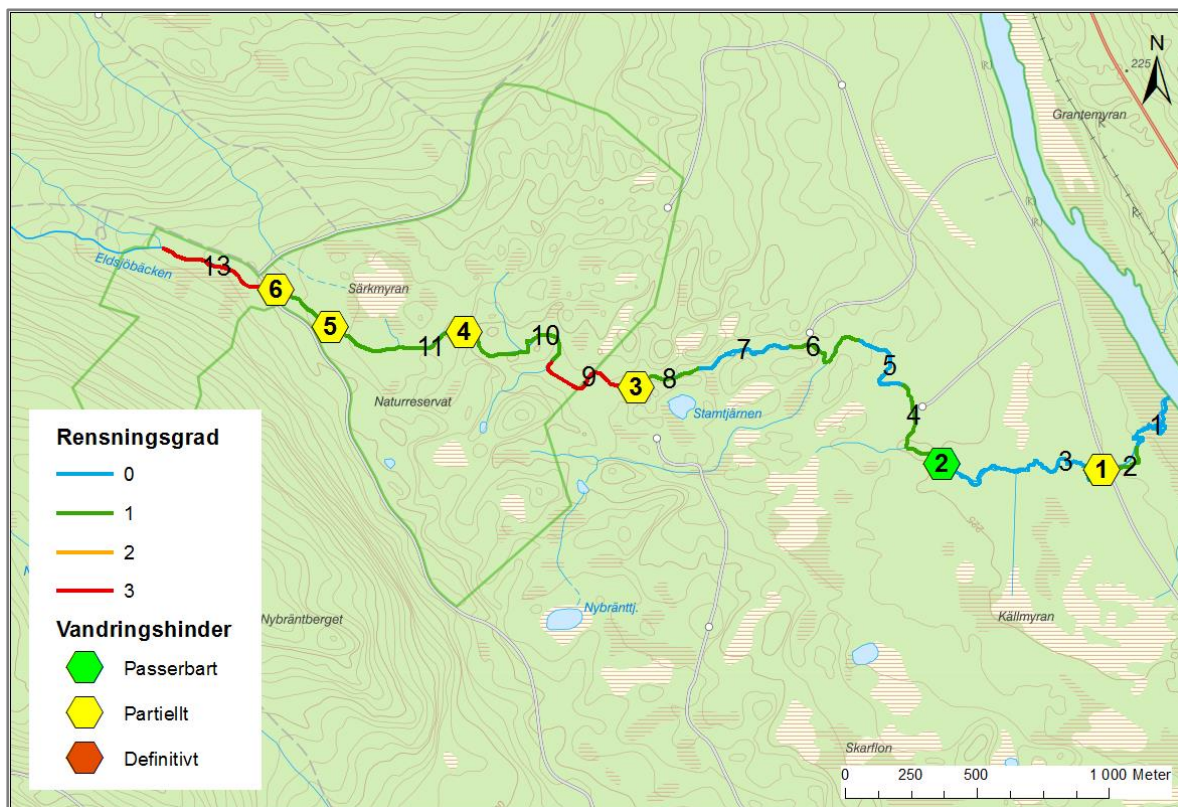 N
225
Grantemyran
(R)
(R)
(R)
R
R
Eldsjöbäcken
13
6
Särkmyran
5
11
4
10
Naturreservat
9
3
8
7
6
5
Stamtjärnen
4
2
3
1
2
1
225
Rensningsgrad
0
1
2
3
Vandringshinder
Passerbart
Partiellt
Definitivt
Nybräntberget
Nybränttj.
Källmyran
Skarflon
0 250 500 1 000 Meter